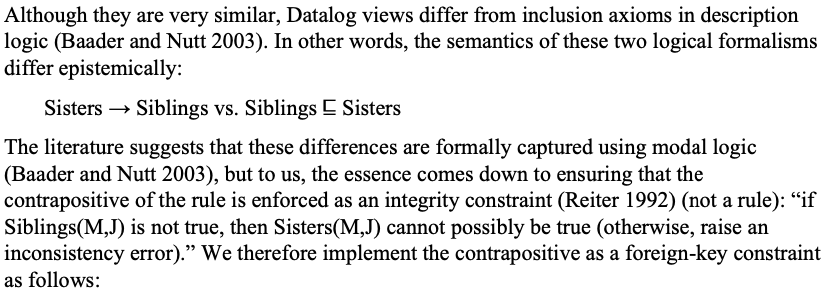 Although they are very similar, Datalog views differ from inclusion axioms in description
logic (Baader and Nutt 2003). In other words, the semantics of these two logical formalisms
differ epistemically:
Sisters → Siblings vs. Siblings ⊑ Sisters
The literature suggests that these differences are formally captured using modal logic
(Baader and Nutt 2003), but to us, the essence comes down to ensuring that the
contrapositive of the rule is enforced as an integrity constraint (Reiter 1992) (not a rule): “if
Siblings(M,J) is not true, then Sisters(M,J) cannot possibly be true (otherwise, raise an
inconsistency error).” We therefore implement the contrapositive as a foreign-key constraint
as follows: